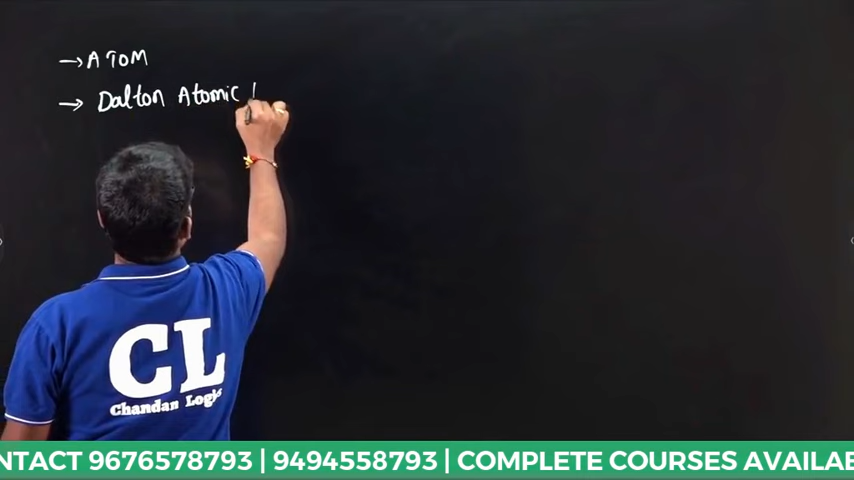 → ATOM
→ Dalton Atomic
CL
Chandan Logics
NTACT 9676578793 | 9494558793 | COMPLETE COURSES AVAILAB